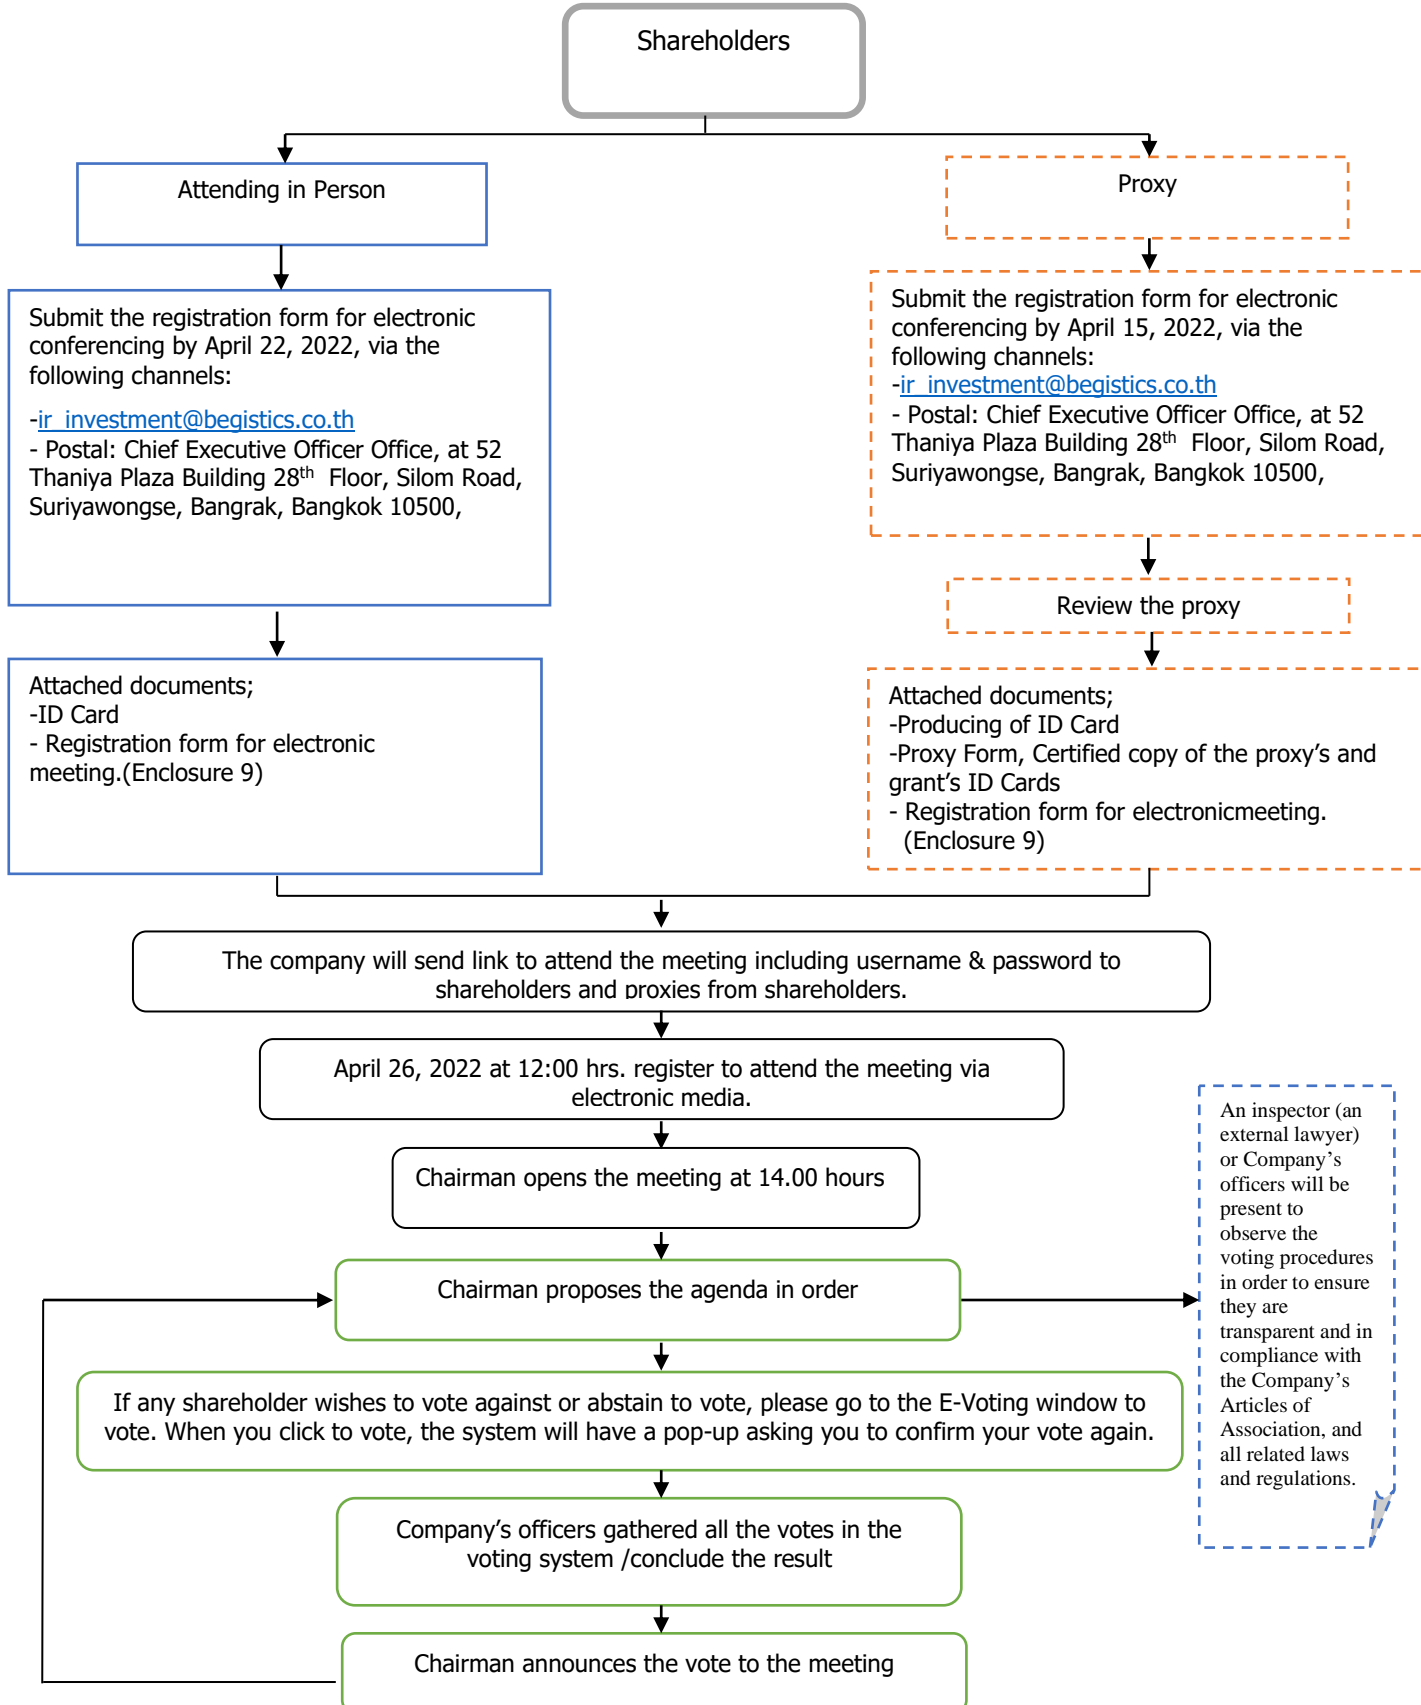 Shareholders
Attending in Person
Proxy
Submit the registration form for electronic
conferencing by April 22, 2022, via the
following channels:
-ir_investment@begistics.co.th
- Postal: Chief Executive Officer Office, at 52
Thaniya Plaza Building 28th Floor, Silom Road,
Suriyawongse, Bangrak, Bangkok 10500,
Submit the registration form for electronic
conferencing by April 15, 2022, via the
following channels:
-ir_investment@begistics.co.th
- Postal: Chief Executive Officer Office, at 52
Thaniya Plaza Building 28th Floor, Silom Road,
Suriyawongse, Bangrak, Bangkok 10500,
Review the proxy
Attached documents;
-ID Card
- Registration form for electronic
meeting.(Enclosure 9)
Attached documents;
-Producing of ID Card
-Proxy Form, Certified copy of the proxy’s and
grant’s ID Cards
- Registration form for electronicmeeting.
(Enclosure 9)
The company will send link to attend the meeting including username & password to
shareholders and proxies from shareholders.
April 26, 2022 at 12:00 hrs. register to attend the meeting via
electronic media.
Chairman opens the meeting at 14.00 hours
Chairman proposes the agenda in order
An inspector (an
external lawyer)
or Company’s
officers will be
present to
observe the
voting procedures
in order to ensure
they are
transparent and in
compliance with
the Company’s
Articles of
Association, and
all related laws
and regulations.
If any shareholder wishes to vote against or abstain to vote, please go to the E-Voting window to
vote. When you click to vote, the system will have a pop-up asking you to confirm your vote again.
Company’s officers gathered all the votes in the
voting system /conclude the result
Chairman announces the vote to the meeting